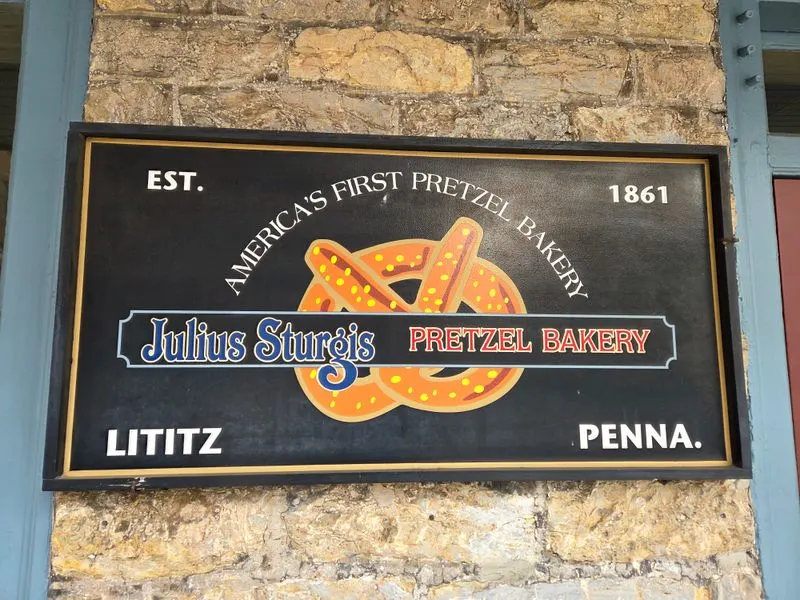 EST.
1861
AMERICA'S FIRST PRETZEL BAKERY
Julius Sturgis PRETZEL BAKERY
LITITZ
PENNA.